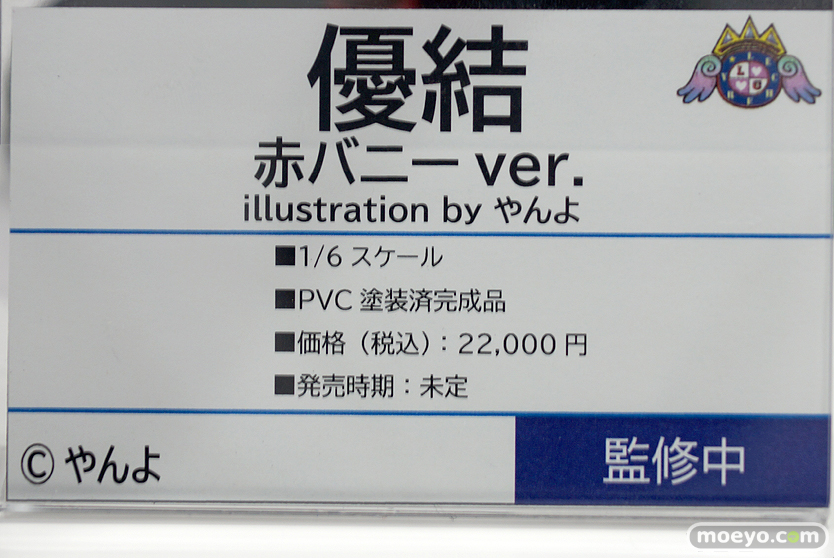 優結
赤バニー ver.
illustration by やんよ
■1/6 スケール
■PVC 塗装済完成品
■価格（税込）：22,000 円
■発売時期：未定
© やんよ
監修中
moeyo.com